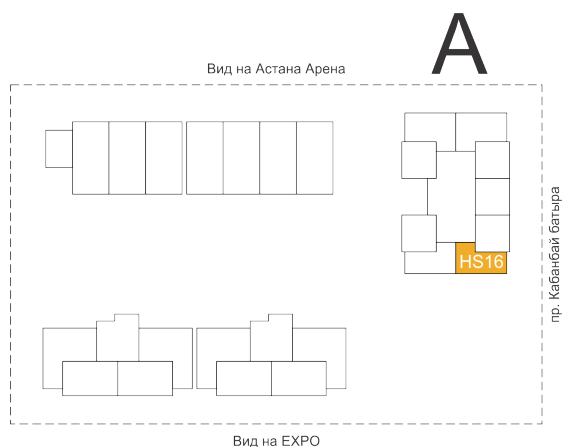 A
Вид на Астана Арена
пр. Кабанбай батыра
HS16
Вид на EXPO